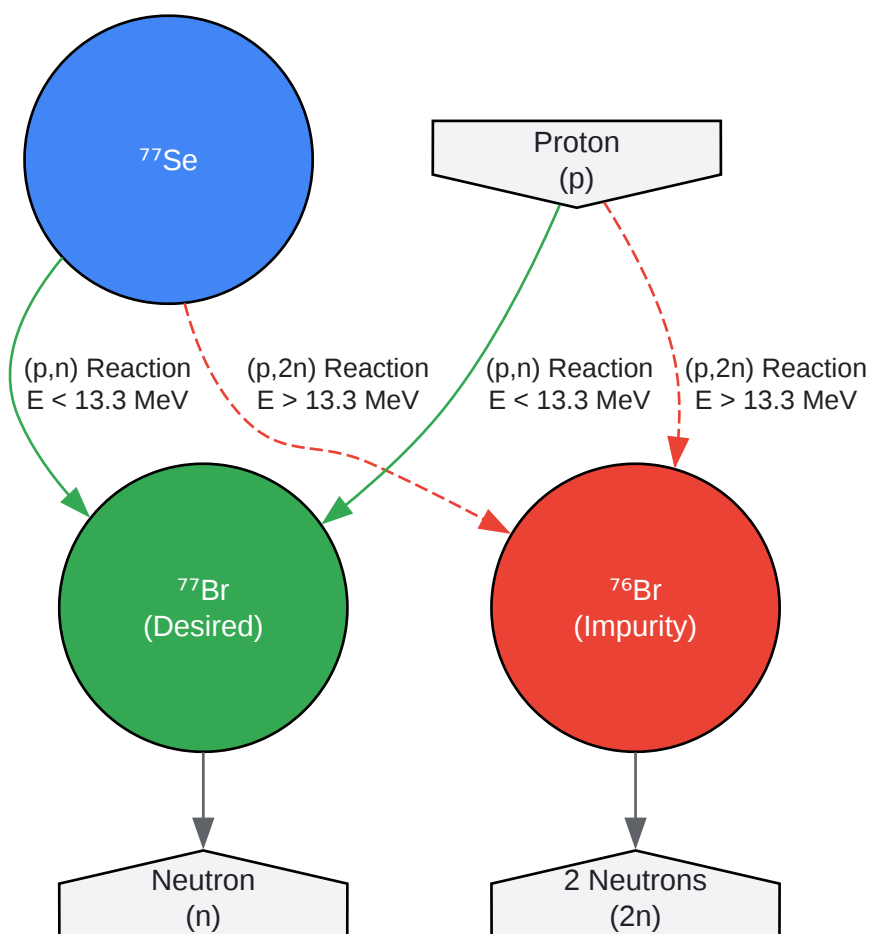 ⁷⁷Se
Proton
(p)
(p,n) Reaction
E < 13.3 MeV
(p,2n) Reaction
E > 13.3 MeV
(p,n) Reaction
E < 13.3 MeV
(p,2n) Reaction
E > 13.3 MeV
⁷⁷Br
(Desired)
⁷⁶Br
(Impurity)
Neutron
(n)
2 Neutrons
(2n)